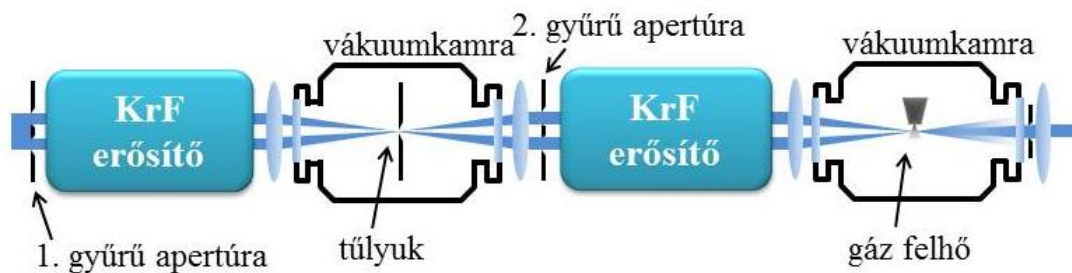 vákuumkamra
2. gyűrű apertúra
vákuumkamra
KrF
erősítő
KrF
erősítő
1. gyűrű apertúra
tűlyuk
gáz felhő